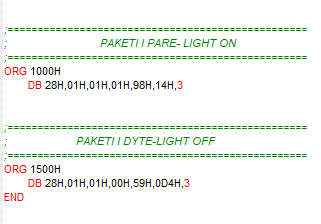 ;==================================================
; PAKETI I PARE- LIGHT ON
;==================================================
ORG 1000H
DB 28H,01H,01H,01H,98H,14H,3
;==================================================
; PAKETI I DYTE-LIGHT OFF
;==================================================
ORG 1500H
DB 28H,01H,01H,00H,59H,0D4H,3
END